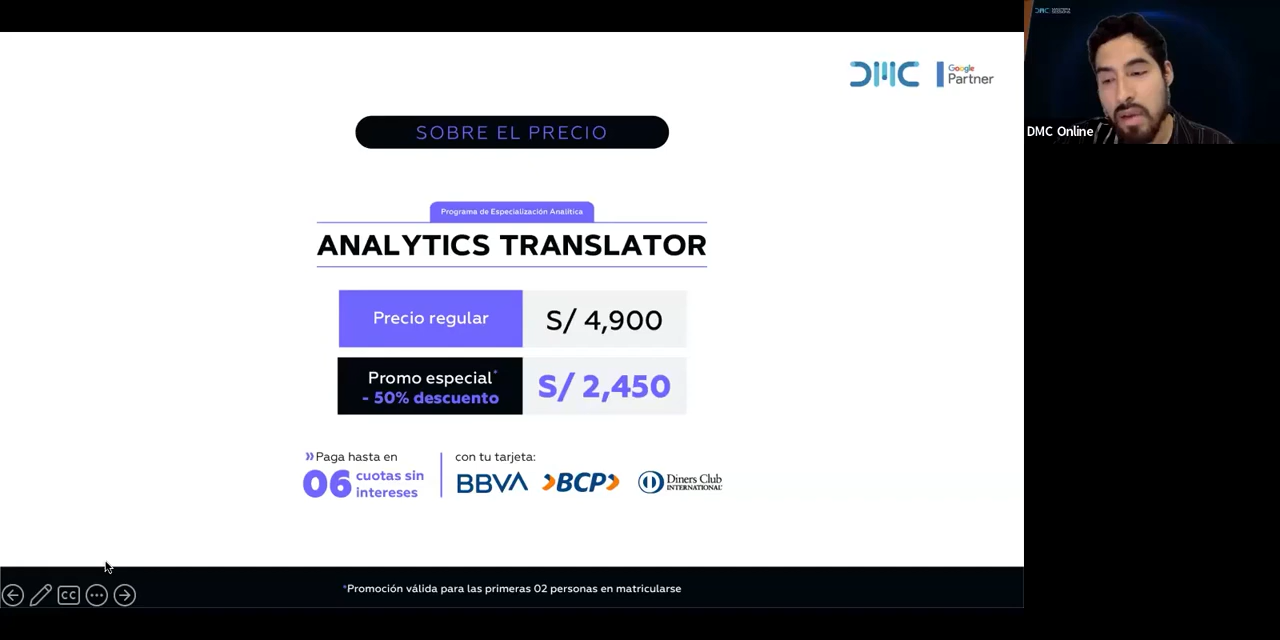 DMC
Google
Partner
SOBRE EL PRECIO
Programa de Especialización Analítica
ANALYTICS TRANSLATOR
Precio regular
S/ 4,900
Promo especial*
- 50% descuento
S/ 2,450
» Paga hasta en
06 cuotas sin
intereses
con tu tarjeta:
BBVA
BCP
Diners Club
INTERNATIONAL
CC
*Promoción válida para las primeras 02 personas en matricularse
DMC
DMC Online